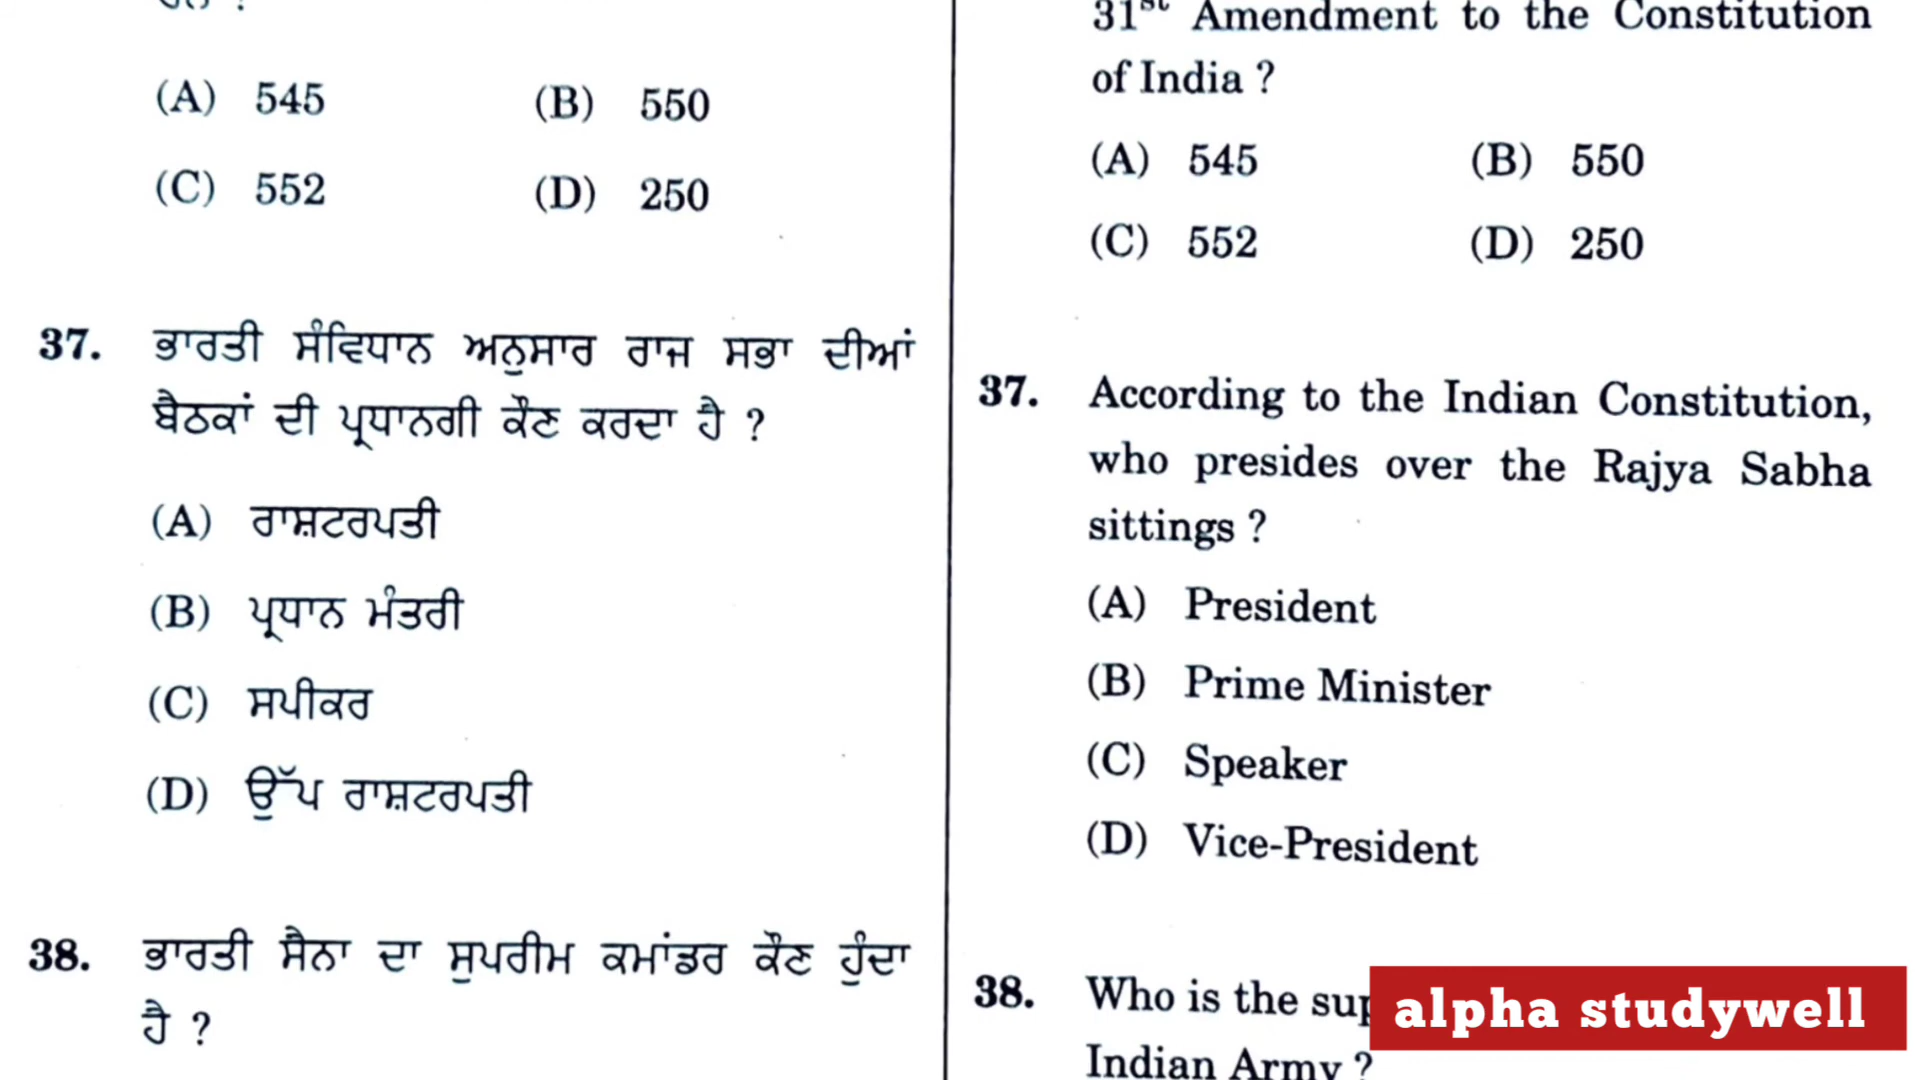 (A) 545 (B) 550
(C) 552 (D) 250
37. ਭਾਰਤੀ ਸੰਵਿਧਾਨ ਅਨੁਸਾਰ ਰਾਜ ਸਭਾ ਦੀਆਂ
ਬੈਠਕਾਂ ਦੀ ਪ੍ਰਧਾਨਗੀ ਕੌਣ ਕਰਦਾ ਹੈ ?
(A) ਰਾਸ਼ਟਰਪਤੀ
(B) ਪ੍ਰਧਾਨ ਮੰਤਰੀ
(C) ਸਪੀਕਰ
(D) ਉੱਪ ਰਾਸ਼ਟਰਪਤੀ
38. ਭਾਰਤੀ ਸੈਨਾ ਦਾ ਸੁਪਰੀਮ ਕਮਾਂਡਰ ਕੌਣ ਹੁੰਦਾ
ਹੈ ?
31st Amendment to the Constitution
of India ?
(A) 545 (B) 550
(C) 552 (D) 250
37. According to the Indian Constitution,
who presides over the Rajya Sabha
sittings ?
(A) President
(B) Prime Minister
(C) Speaker
(D) Vice-President
38. Who is the
Indian Army ?
alpha studywell